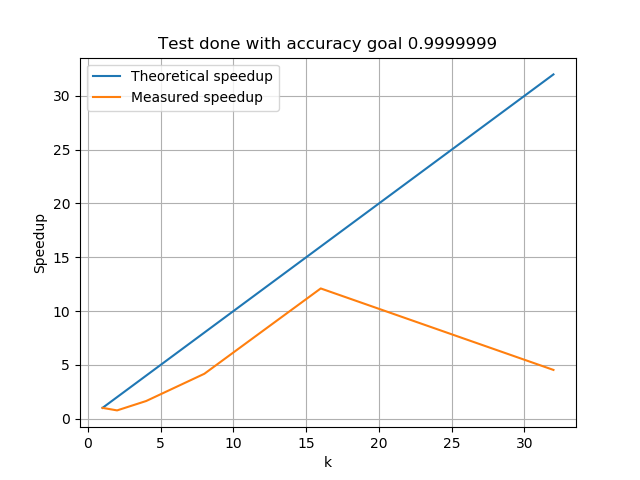 Test done with accuracy goal 0.9999999
Theoretical speedup
Measured speedup
30
25
20
15
10
5
0
Speedup
0 5 10 15 20 25 30
k